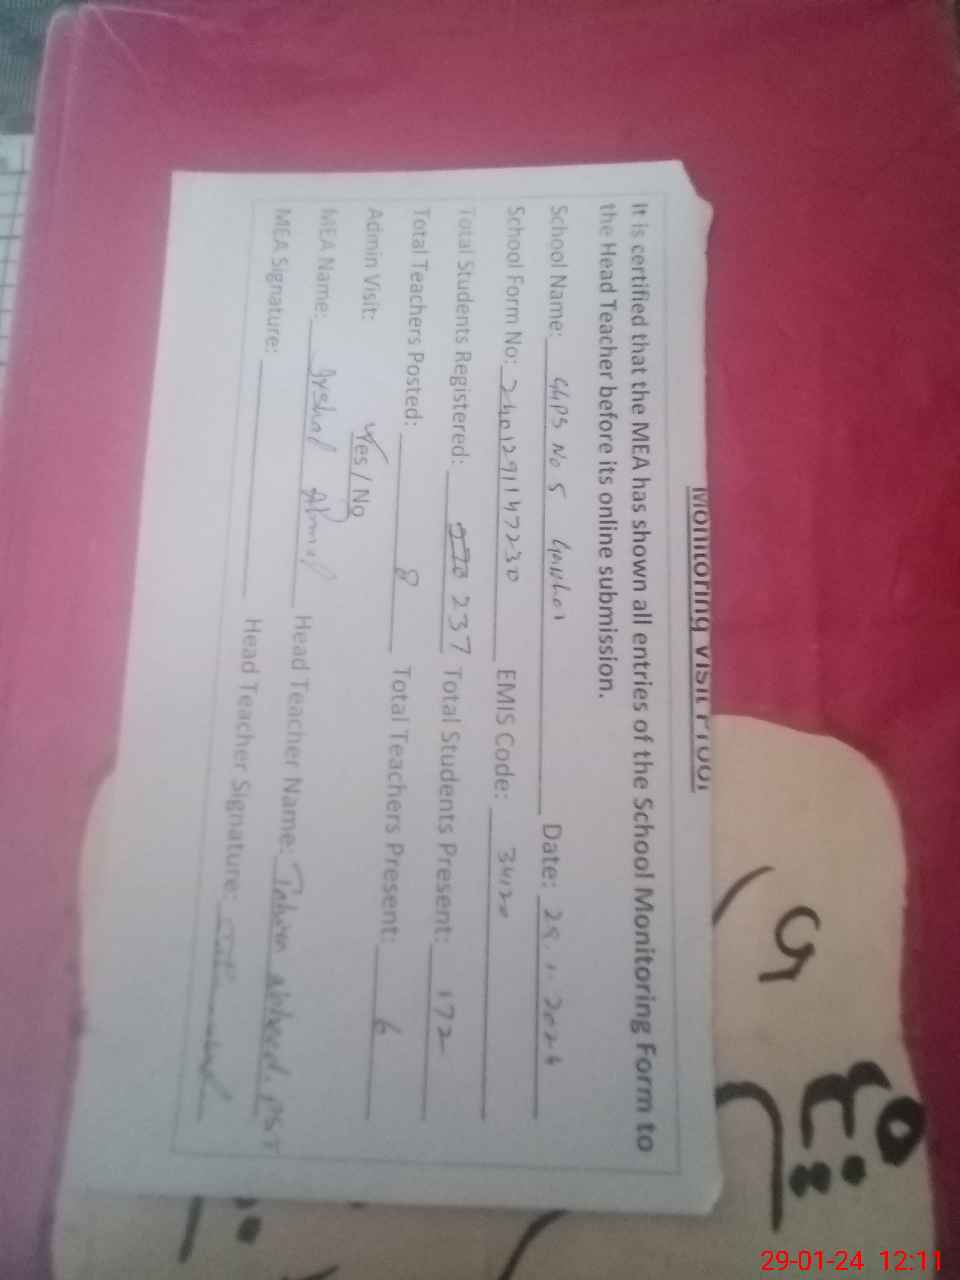 Monitoring Visit Proof
It is certified that the MEA has shown all entries of the School Monitoring Form to
the Head Teacher before its online submission.
School Name: GGPS No 5 Date: 29.1.2024
School Form No: EMIS Code: 34120
Total Students Registered: 237 Total Students Present: 172
Total Teachers Posted: 8 Total Teachers Present: 6
Admin Visit: Yes / No
MEA Name: Head Teacher Name: PST
MEA Signature: Head Teacher Signature:
29-01-24 12:11